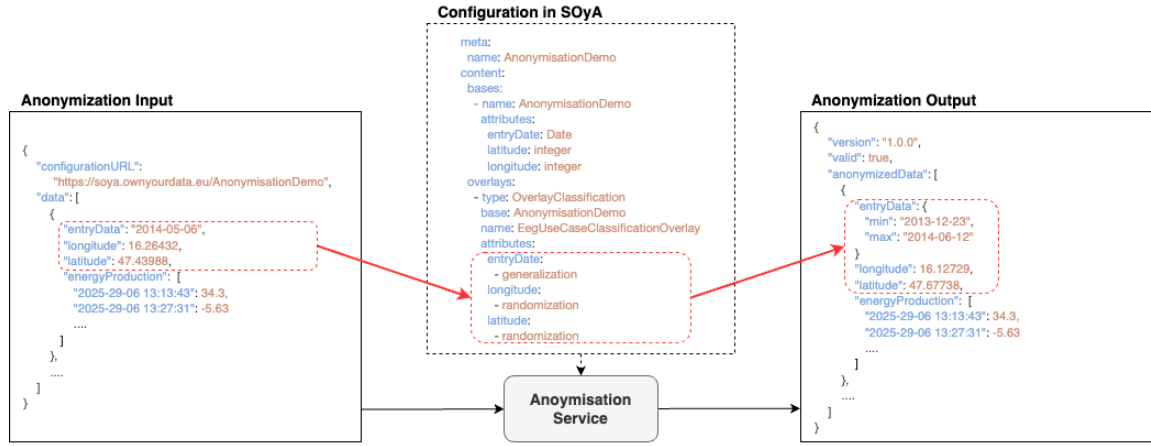 Configuration in SOyA
meta:
name: AnonymisationDemo
content:
bases:
- name: AnonymisationDemo
attributes:
entryDate: Date
latitude: integer
longitude: integer
overlays:
- type: OverlayClassification
base: AnonymisationDemo
name: EegUseCaseClassificationOverlay
attributes:
entryDate:
- generalization
longitude:
- randomization
latitude:
- randomization
Anonymization Input
{
"configurationURL":
"https://soya.ownyourdata.eu/AnonymisationDemo",
"data": [
{
"entryData": "2014-05-06",
"longitude": 16.26432,
"latitude": 47.43988,
"energyProduction": [
"2025-29-06 13:13:43": 34.3,
"2025-29-06 13:27:31": -5.63
....
]
},
....
]
}
Anoymisation
Service
Anonymization Output
{
"version": "1.0.0",
"valid": true,
"anonymizedData": [
{
"entryData": {
"min": "2013-12-23",
"max": "2014-06-12"
}
"longitude": 16.12729,
"latitude": 47.67738,
"energyProduction": [
"2025-29-06 13:13:43": 34.3,
"2025-29-06 13:27:31": -5.63
....
]
},
....
]
}